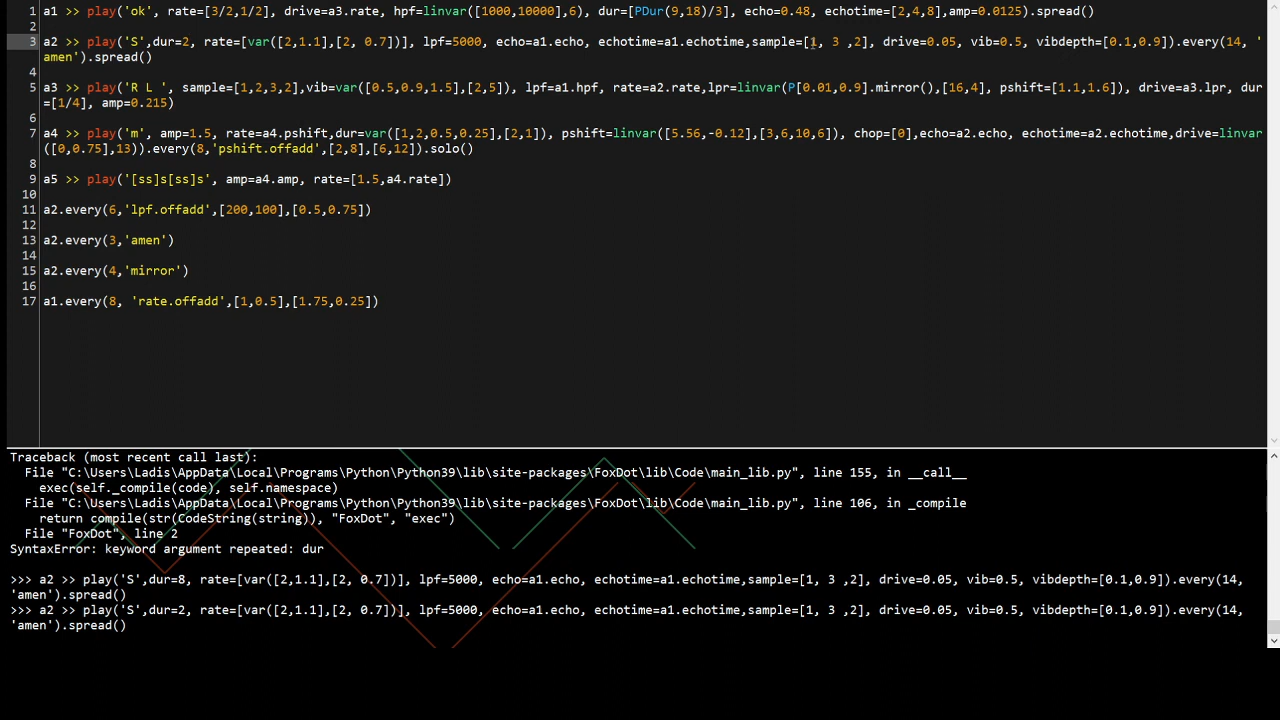 1 a1 >> play('ok', rate=[3/2,1/2], drive=a3.rate, hpf=linvar([1000,10000],6), dur=[PDur(9,18)/3], echo=0.48, echotime=[2,4,8],amp=0.0125).spread()
2
3 a2 >> play('S',dur=2, rate=[var([2,1.1],[2, 0.7])], lpf=5000, echo=a1.echo, echotime=a1.echotime,sample=[1, 3 ,2], drive=0.05, vib=0.5, vibdepth=[0.1,0.9]).every(14, '
amen').spread()
4
5 a3 >> play('R L ', sample=[1,2,3,2],vib=var([0.5,0.9,1.5],[2,5]), lpf=a1.hpf, rate=a2.rate,lpr=linvar(P[0.01,0.9].mirror(),[16,4], pshift=[1.1,1.6]), drive=a3.lpr, dur
=[1/4], amp=0.215)
6
7 a4 >> play('m', amp=1.5, rate=a4.pshift,dur=var([1,2,0.5,0.25],[2,1]), pshift=linvar([5.56,-0.12],[3,6,10,6]), chop=[0],echo=a2.echo, echotime=a2.echotime,drive=linvar
([0,0.75],13)).every(8,'pshift.offadd',[2,8],[6,12]).solo()
8
9 a5 >> play('[ss]s[ss]s', amp=a4.amp, rate=[1.5,a4.rate])
10
11 a2.every(6,'lpf.offadd',[200,100],[0.5,0.75])
12
13 a2.every(3,'amen')
14
15 a2.every(4,'mirror')
16
17 a1.every(8, 'rate.offadd',[1,0.5],[1.75,0.25])
Traceback (most recent call last):
File "C:\Users\Ladis\AppData\Local\Programs\Python\Python39\lib\site-packages\FoxDot\lib\Code\main_lib.py", line 155, in __call__
exec(self._compile(code), self.namespace)
File "C:\Users\Ladis\AppData\Local\Programs\Python\Python39\lib\site-packages\FoxDot\lib\Code\main_lib.py", line 106, in _compile
return compile(str(CodeString(string)), "FoxDot", "exec")
File "FoxDot", line 2
SyntaxError: keyword argument repeated: dur
>>> a2 >> play('S',dur=8, rate=[var([2,1.1],[2, 0.7])], lpf=5000, echo=a1.echo, echotime=a1.echotime,sample=[1, 3 ,2], drive=0.05, vib=0.5, vibdepth=[0.1,0.9]).every(14,
'amen').spread()
>>> a2 >> play('S',dur=2, rate=[var([2,1.1],[2, 0.7])], lpf=5000, echo=a1.echo, echotime=a1.echotime,sample=[1, 3 ,2], drive=0.05, vib=0.5, vibdepth=[0.1,0.9]).every(14,
'amen').spread()